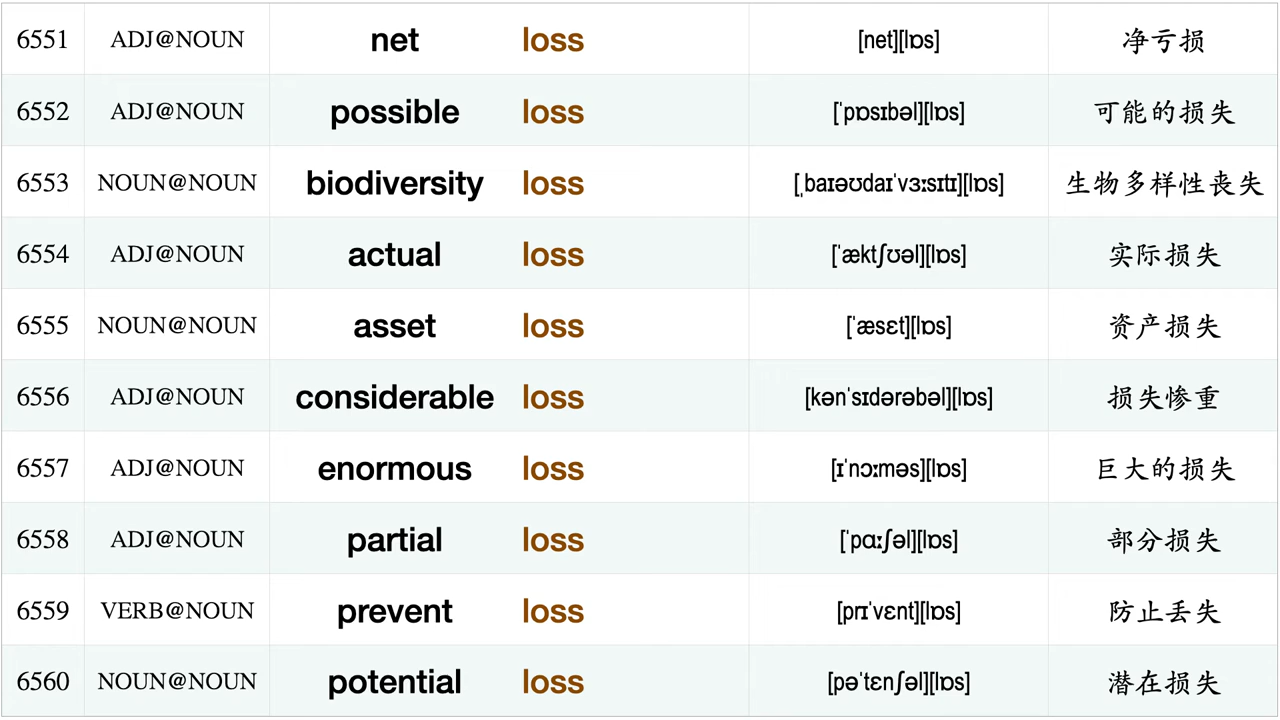 6551 ADJ@NOUN net loss [net][lɒs] 净亏损
6552 ADJ@NOUN possible loss [ˈpɒsɪbəl][lɒs] 可能的损失
6553 NOUN@NOUN biodiversity loss [ˌbaɪəʊdaɪˈvɜːsɪtɪ][lɒs] 生物多样性丧失
6554 ADJ@NOUN actual loss [ˈæktʃʊəl][lɒs] 实际损失
6555 NOUN@NOUN asset loss [ˈæsɛt][lɒs] 资产损失
6556 ADJ@NOUN considerable loss [kənˈsɪdərəbəl][lɒs] 损失惨重
6557 ADJ@NOUN enormous loss [ɪˈnɔːməs][lɒs] 巨大的损失
6558 ADJ@NOUN partial loss [ˈpɑːʃəl][lɒs] 部分损失
6559 VERB@NOUN prevent loss [prɪˈvɛnt][lɒs] 防止丢失
6560 NOUN@NOUN potential loss [pəˈtɛnʃəl][lɒs] 潜在损失